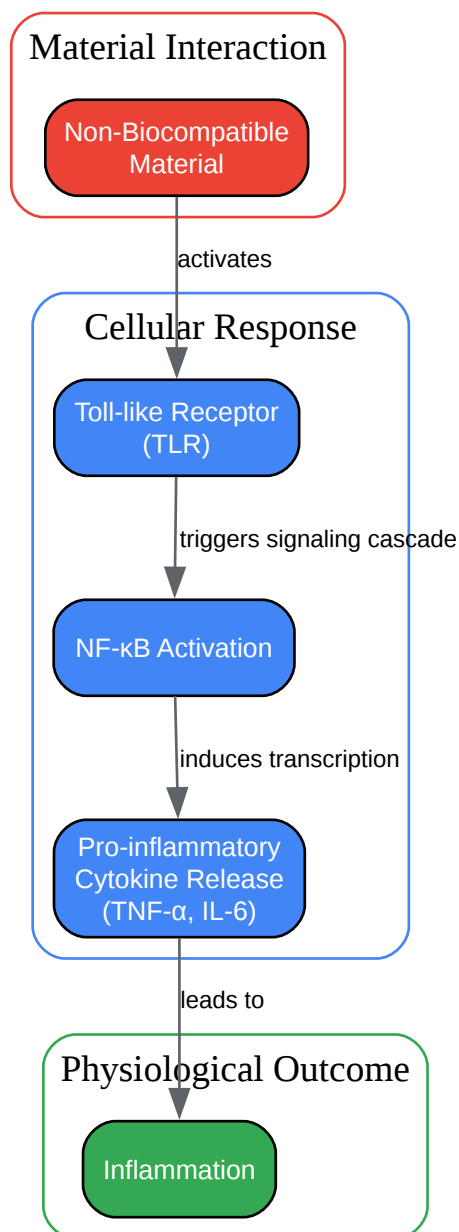 Material Interaction
Non-Biocompatible
Material
activates
Cellular Response
Toll-like Receptor
(TLR)
triggers signaling cascade
NF-κB Activation
induces transcription
Pro-inflammatory
Cytokine Release
(TNF-α, IL-6)
leads to
Physiological Outcome
Inflammation